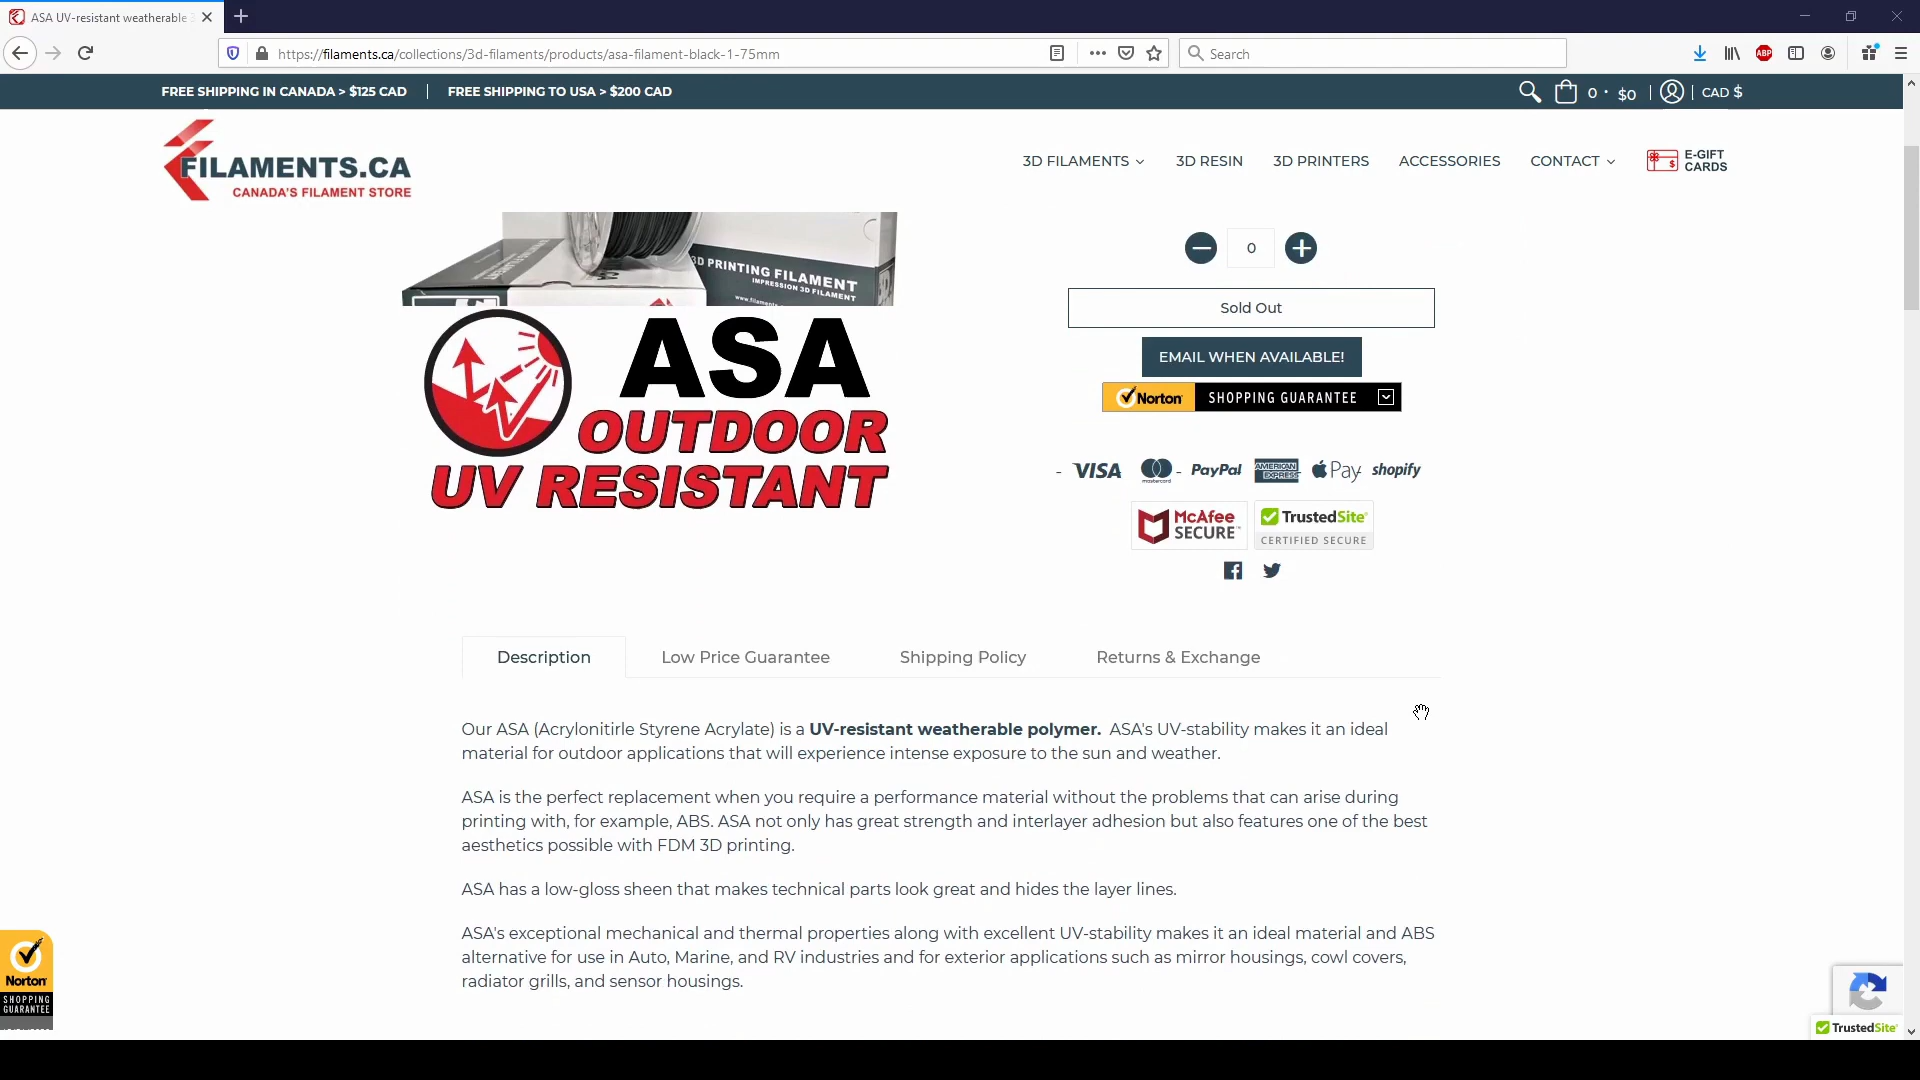 ASA UV-resistant weatherable
https://filaments.ca/collections/3d-filaments/products/asa-filament-black-1-75mm
Search
ABP
FREE SHIPPING IN CANADA > $125 CAD
FREE SHIPPING TO USA > $200 CAD
0 · $0
CAD $
FILAMENTS.CA
CANADA'S FILAMENT STORE
3D FILAMENTS
3D RESIN
3D PRINTERS
ACCESSORIES
CONTACT
E-GIFT
CARDS
3D PRINTING FILAMENT
IMPRESSION 3D FILAMENT
0
Sold Out
EMAIL WHEN AVAILABLE!
Norton SHOPPING GUARANTEE
ASA
OUTDOOR
UV RESISTANT
- VISA mastercard - PayPal AMERICAN EXPRESS Pay shopify
McAfee
SECURE
TrustedSite
CERTIFIED SECURE
Description
Low Price Guarantee
Shipping Policy
Returns & Exchange
Our ASA (Acrylonitirle Styrene Acrylate) is a UV-resistant weatherable polymer. ASA's UV-stability makes it an ideal
material for outdoor applications that will experience intense exposure to the sun and weather.
ASA is the perfect replacement when you require a performance material without the problems that can arise during
printing with, for example, ABS. ASA not only has great strength and interlayer adhesion but also features one of the best
aesthetics possible with FDM 3D printing.
ASA has a low-gloss sheen that makes technical parts look great and hides the layer lines.
ASA's exceptional mechanical and thermal properties along with excellent UV-stability makes it an ideal material and ABS
alternative for use in Auto, Marine, and RV industries and for exterior applications such as mirror housings, cowl covers,
radiator grills, and sensor housings.
Norton
SHOPPING
GUARANTEE
TrustedSite